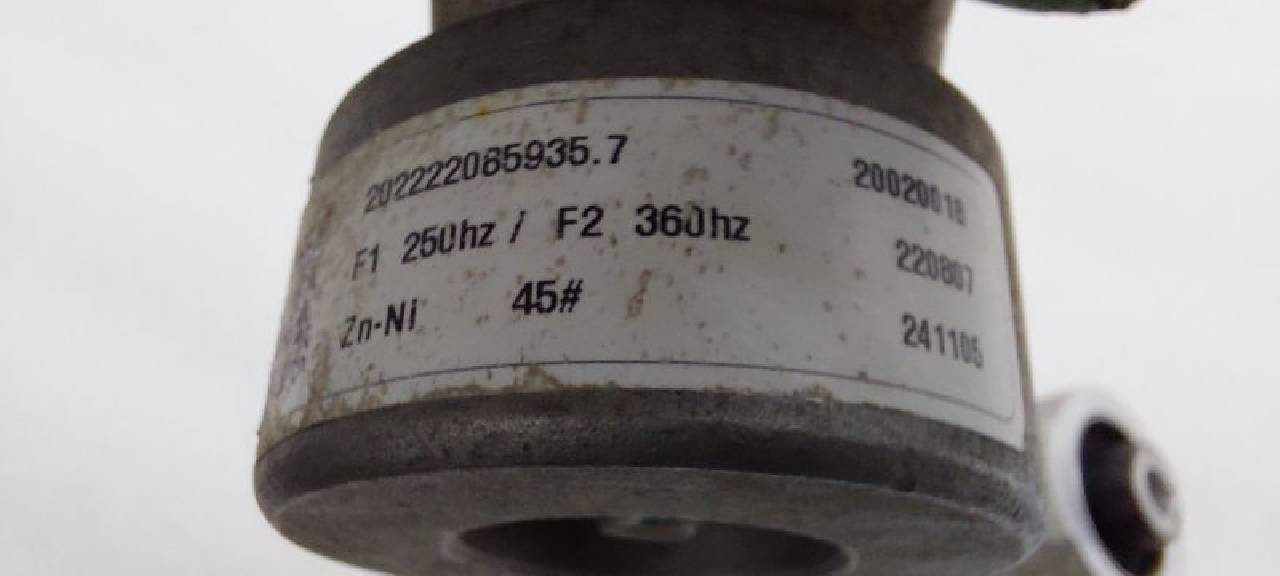 202222085935.7 20020018
F1 250hz / F2 360hz 220807
Zn-Ni 45# 241105